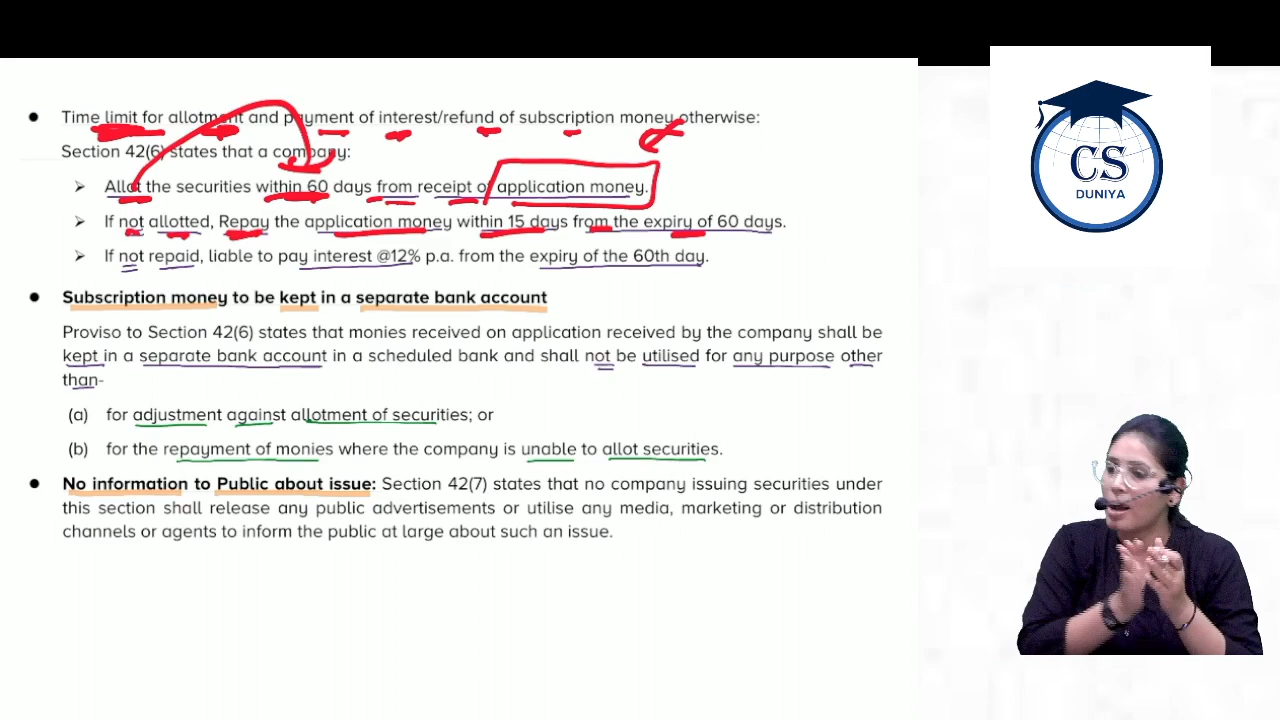 ● Time limit for allotment and payment of interest/refund of subscription money otherwise:
Section 42(6) states that a company:
➤ Allot the securities within 60 days from receipt of application money.
➤ If not allotted, Repay the application money within 15 days from the expiry of 60 days.
➤ If not repaid, liable to pay interest @12% p.a. from the expiry of the 60th day.
● Subscription money to be kept in a separate bank account
Proviso to Section 42(6) states that monies received on application received by the company shall be
kept in a separate bank account in a scheduled bank and shall not be utilised for any purpose other
than-
(a) for adjustment against allotment of securities; or
(b) for the repayment of monies where the company is unable to allot securities.
● No information to Public about issue: Section 42(7) states that no company issuing securities under
this section shall release any public advertisements or utilise any media, marketing or distribution
channels or agents to inform the public at large about such an issue.
CS
DUNIYA